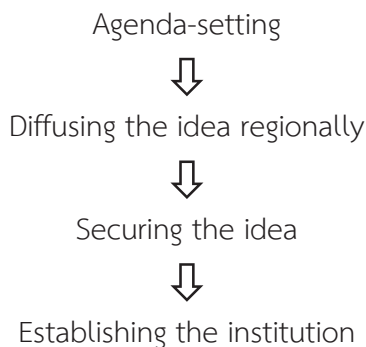 Agenda-setting
Diffusing the idea regionally
Securing the idea
Establishing the institution